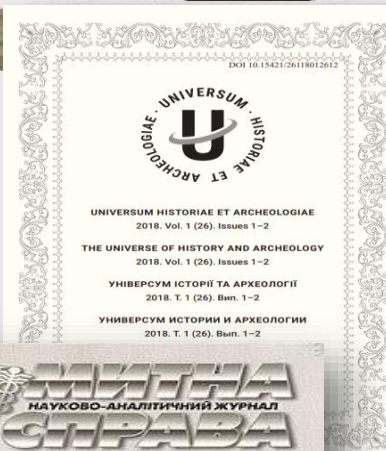 DOI 10.15421/26118012612
UNIVERSUM HISTORIAE ET ARCHEOLOGIAE
U
UNIVERSUM HISTORIAE ET ARCHEOLOGIAE
2018. Vol. 1 (26). Issues 1–2
THE UNIVERSE OF HISTORY AND ARCHEOLOGY
2018. Vol. 1 (26). Issues 1–2
УНІВЕРСУМ ІСТОРІЇ ТА АРХЕОЛОГІЇ
2018. Т. 1 (26). Вип. 1–2
УНИВЕРСУМ ИСТОРИИ И АРХЕОЛОГИИ
2018. Т. 1 (26). Вып. 1–2
МИТНА
НАУКОВО-АНАЛІТИЧНИЙ ЖУРНАЛ
СПРАВА